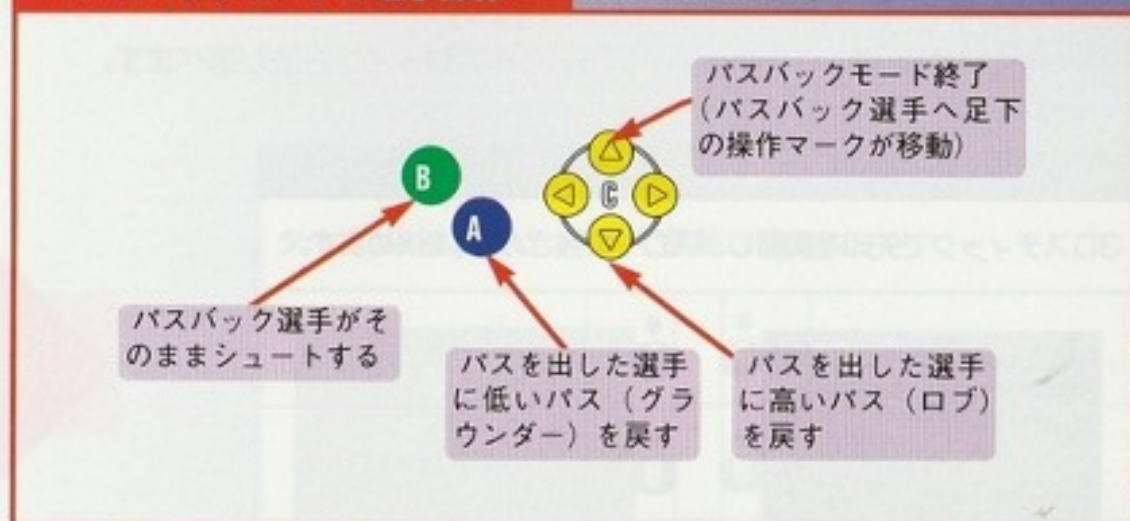 パスバックモード終了
(パスバック選手へ足下
の操作マークが移動)
B
A
C
パスバック選手がそ
のままシュートする
パスを出した選手
に低いパス（グラ
ウンダー）を戻す
パスを出した選手
に高いパス（ロブ）
を戻す